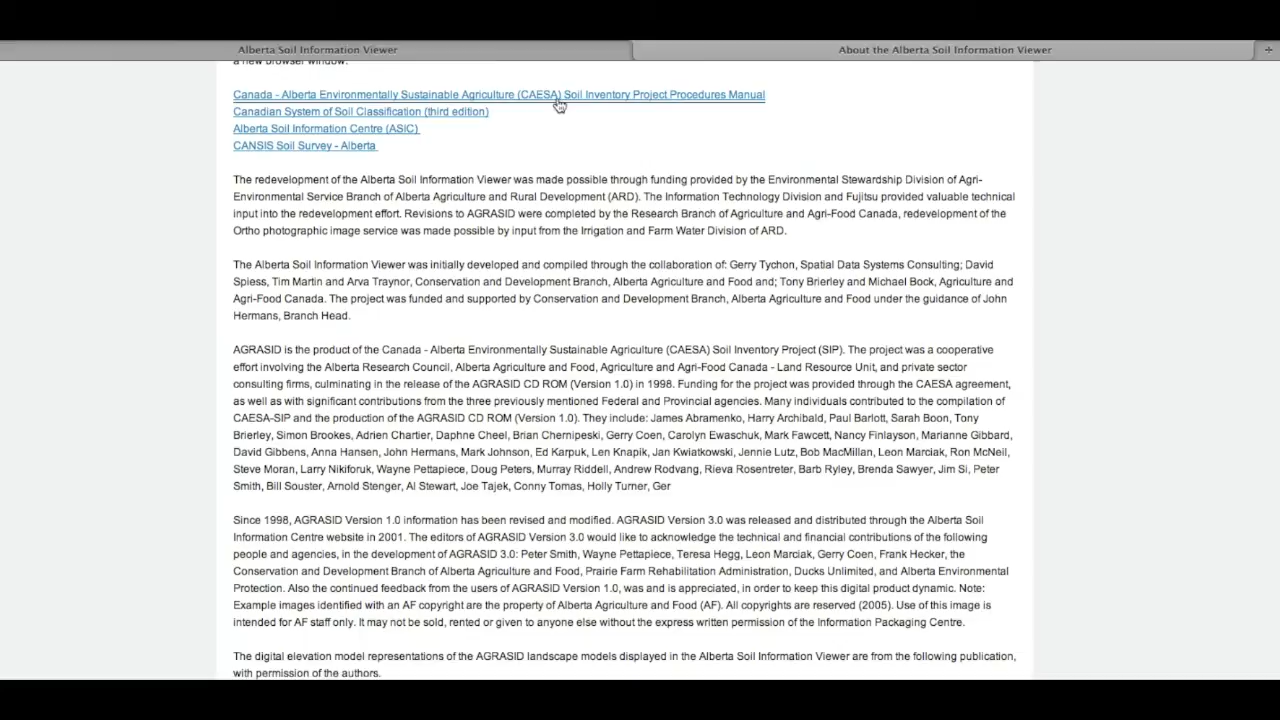 Alberta Soil Information Viewer
About the Alberta Soil Information Viewer
+
a new browser window.
Canada - Alberta Environmentally Sustainable Agriculture (CAESA) Soil Inventory Project Procedures Manual
Canadian System of Soil Classification (third edition)
Alberta Soil Information Centre (ASIC)
CANSIS Soil Survey - Alberta
The redevelopment of the Alberta Soil Information Viewer was made possible through funding provided by the Environmental Stewardship Division of Agri-
Environmental Service Branch of Alberta Agriculture and Rural Development (ARD). The Information Technology Division and Fujitsu provided valuable technical
input into the redevelopment effort. Revisions to AGRASID were completed by the Research Branch of Agriculture and Agri-Food Canada, redevelopment of the
Ortho photographic image service was made possible by input from the Irrigation and Farm Water Division of ARD.
The Alberta Soil Information Viewer was initially developed and compiled through the collaboration of: Gerry Tychon, Spatial Data Systems Consulting; David
Spiess, Tim Martin and Arva Traynor, Conservation and Development Branch, Alberta Agriculture and Food and; Tony Brierley and Michael Bock, Agriculture and
Agri-Food Canada. The project was funded and supported by Conservation and Development Branch, Alberta Agriculture and Food under the guidance of John
Hermans, Branch Head.
AGRASID is the product of the Canada - Alberta Environmentally Sustainable Agriculture (CAESA) Soil Inventory Project (SIP). The project was a cooperative
effort involving the Alberta Research Council, Alberta Agriculture and Food, Agriculture and Agri-Food Canada - Land Resource Unit, and private sector
consulting firms, culminating in the release of the AGRASID CD ROM (Version 1.0) in 1998. Funding for the project was provided through the CAESA agreement,
as well as with significant contributions from the three previously mentioned Federal and Provincial agencies. Many individuals contributed to the compilation of
CAESA-SIP and the production of the AGRASID CD ROM (Version 1.0). They include: James Abramenko, Harry Archibald, Paul Barlott, Sarah Boon, Tony
Brierley, Simon Brookes, Adrien Chartier, Daphne Cheel, Brian Chernipeski, Gerry Coen, Carolyn Ewaschuk, Mark Fawcett, Nancy Finlayson, Marianne Gibbard,
David Gibbens, Anna Hansen, John Hermans, Mark Johnson, Ed Karpuk, Len Knapik, Jan Kwiatkowski, Jennie Lutz, Bob MacMillan, Leon Marciak, Ron McNeil,
Steve Moran, Larry Nikiforuk, Wayne Pettapiece, Doug Peters, Murray Riddell, Andrew Rodvang, Rieva Rosentreter, Barb Ryley, Brenda Sawyer, Jim Si, Peter
Smith, Bill Souster, Arnold Stenger, Al Stewart, Joe Tajek, Conny Tomas, Holly Turner, Ger
Since 1998, AGRASID Version 1.0 information has been revised and modified. AGRASID Version 3.0 was released and distributed through the Alberta Soil
Information Centre website in 2001. The editors of AGRASID Version 3.0 would like to acknowledge the technical and financial contributions of the following
people and agencies, in the development of AGRASID 3.0: Peter Smith, Wayne Pettapiece, Teresa Hegg, Leon Marciak, Gerry Coen, Frank Hecker, the
Conservation and Development Branch of Alberta Agriculture and Food, Prairie Farm Rehabilitation Administration, Ducks Unlimited, and Alberta Environmental
Protection. Also the continued feedback from the users of AGRASID Version 1.0, was and is appreciated, in order to keep this digital product dynamic. Note:
Example images identified with an AF copyright are the property of Alberta Agriculture and Food (AF). All copyrights are reserved (2005). Use of this image is
intended for AF staff only. It may not be sold, rented or given to anyone else without the express written permission of the Information Packaging Centre.
The digital elevation model representations of the AGRASID landscape models displayed in the Alberta Soil Information Viewer are from the following publication,
with permission of the authors.